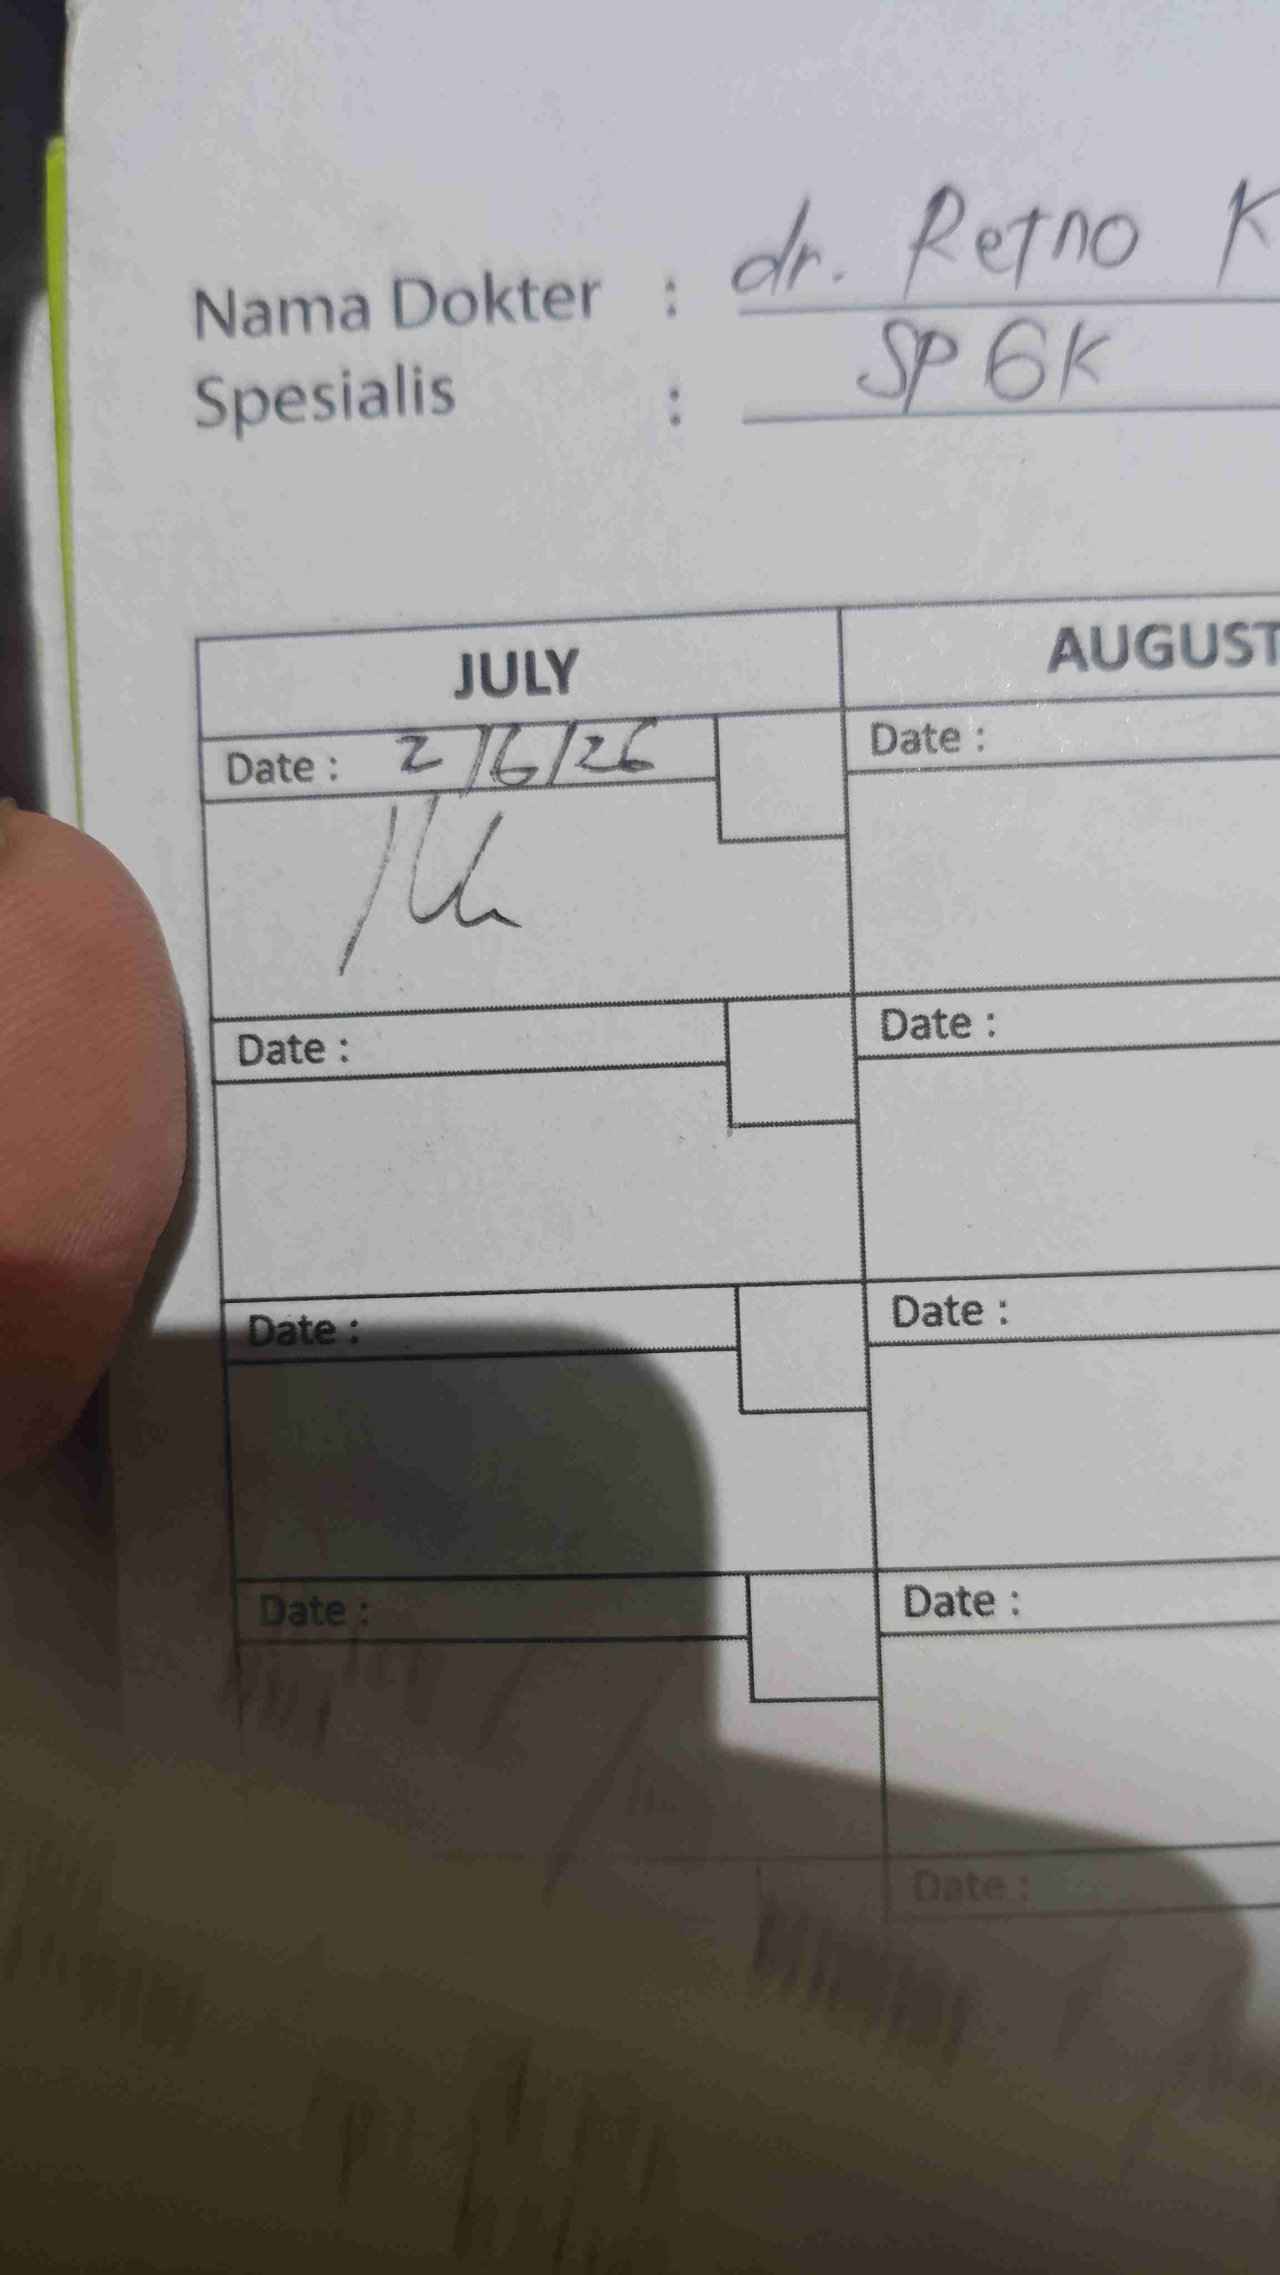 Nama Dokter : dr. Retno K
Spesialis : SP GK
JULY
AUGUST
Date : 2/6/26
Date :
Date :
Date :
Date :
Date :
Date :
Date :
Date :